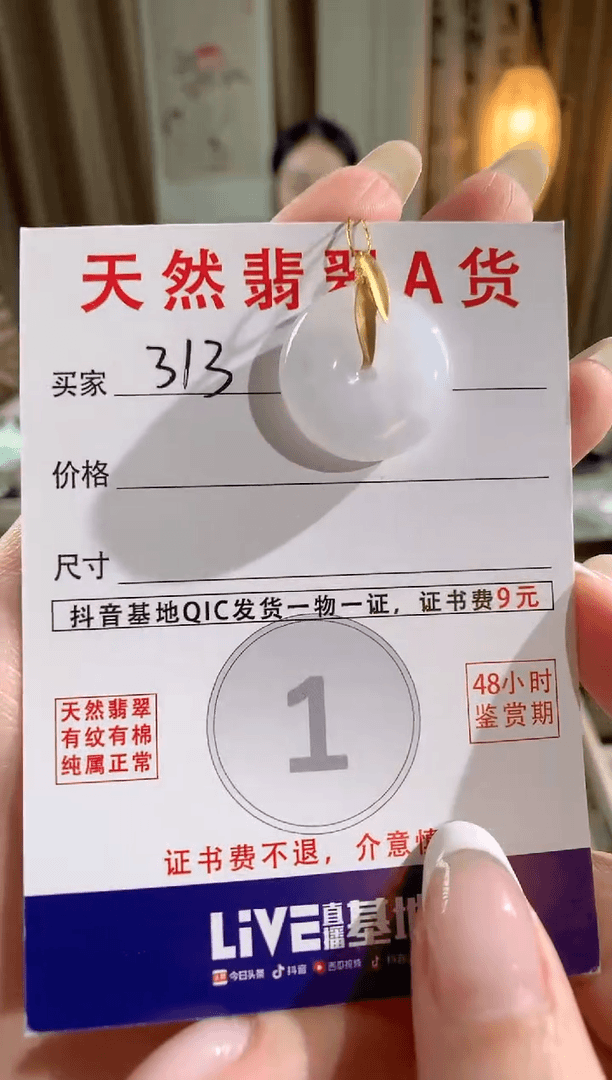 天然翡翠A货
买家 313
价格
尺寸
抖音基地QIC发货一物一证，证书费9元
天然翡翠
有纹有棉
纯属正常
1
48小时
鉴赏期
证书费不退，介意慎
LiVE直播基地
今日头条 抖音 西瓜视频 抖音